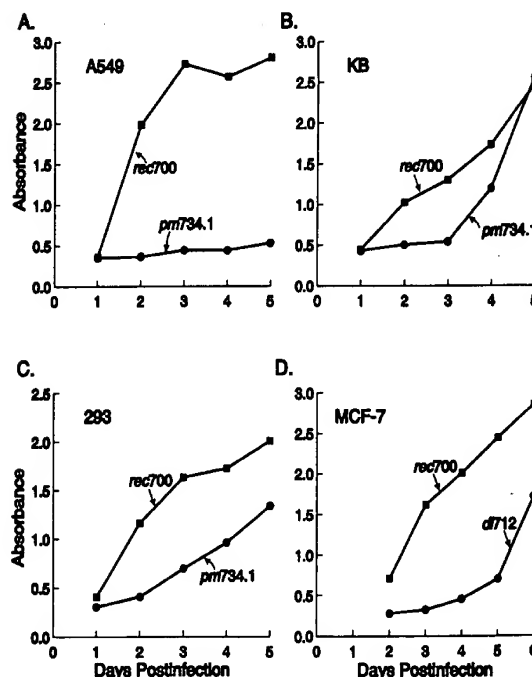 A.
A549
3.0
2.5
2.0
1.5
1.0
0.5
0.0
Absorbance
rec700
pm734.1
0 1 2 3 4 5
B.
KB
3.0
2.5
2.0
1.5
1.0
0.5
0.0
rec700
pm734.1
0 1 2 3 4 5
C.
293
2.5
2.0
1.5
1.0
0.5
0.0
Absorbance
rec700
pm734.1
0 1 2 3 4 5
Days Postinfection
D.
MCF-7
3.0
2.5
2.0
1.5
1.0
0.5
0.0
rec700
dl712
0 1 2 3 4 5 6
Days Postinfection